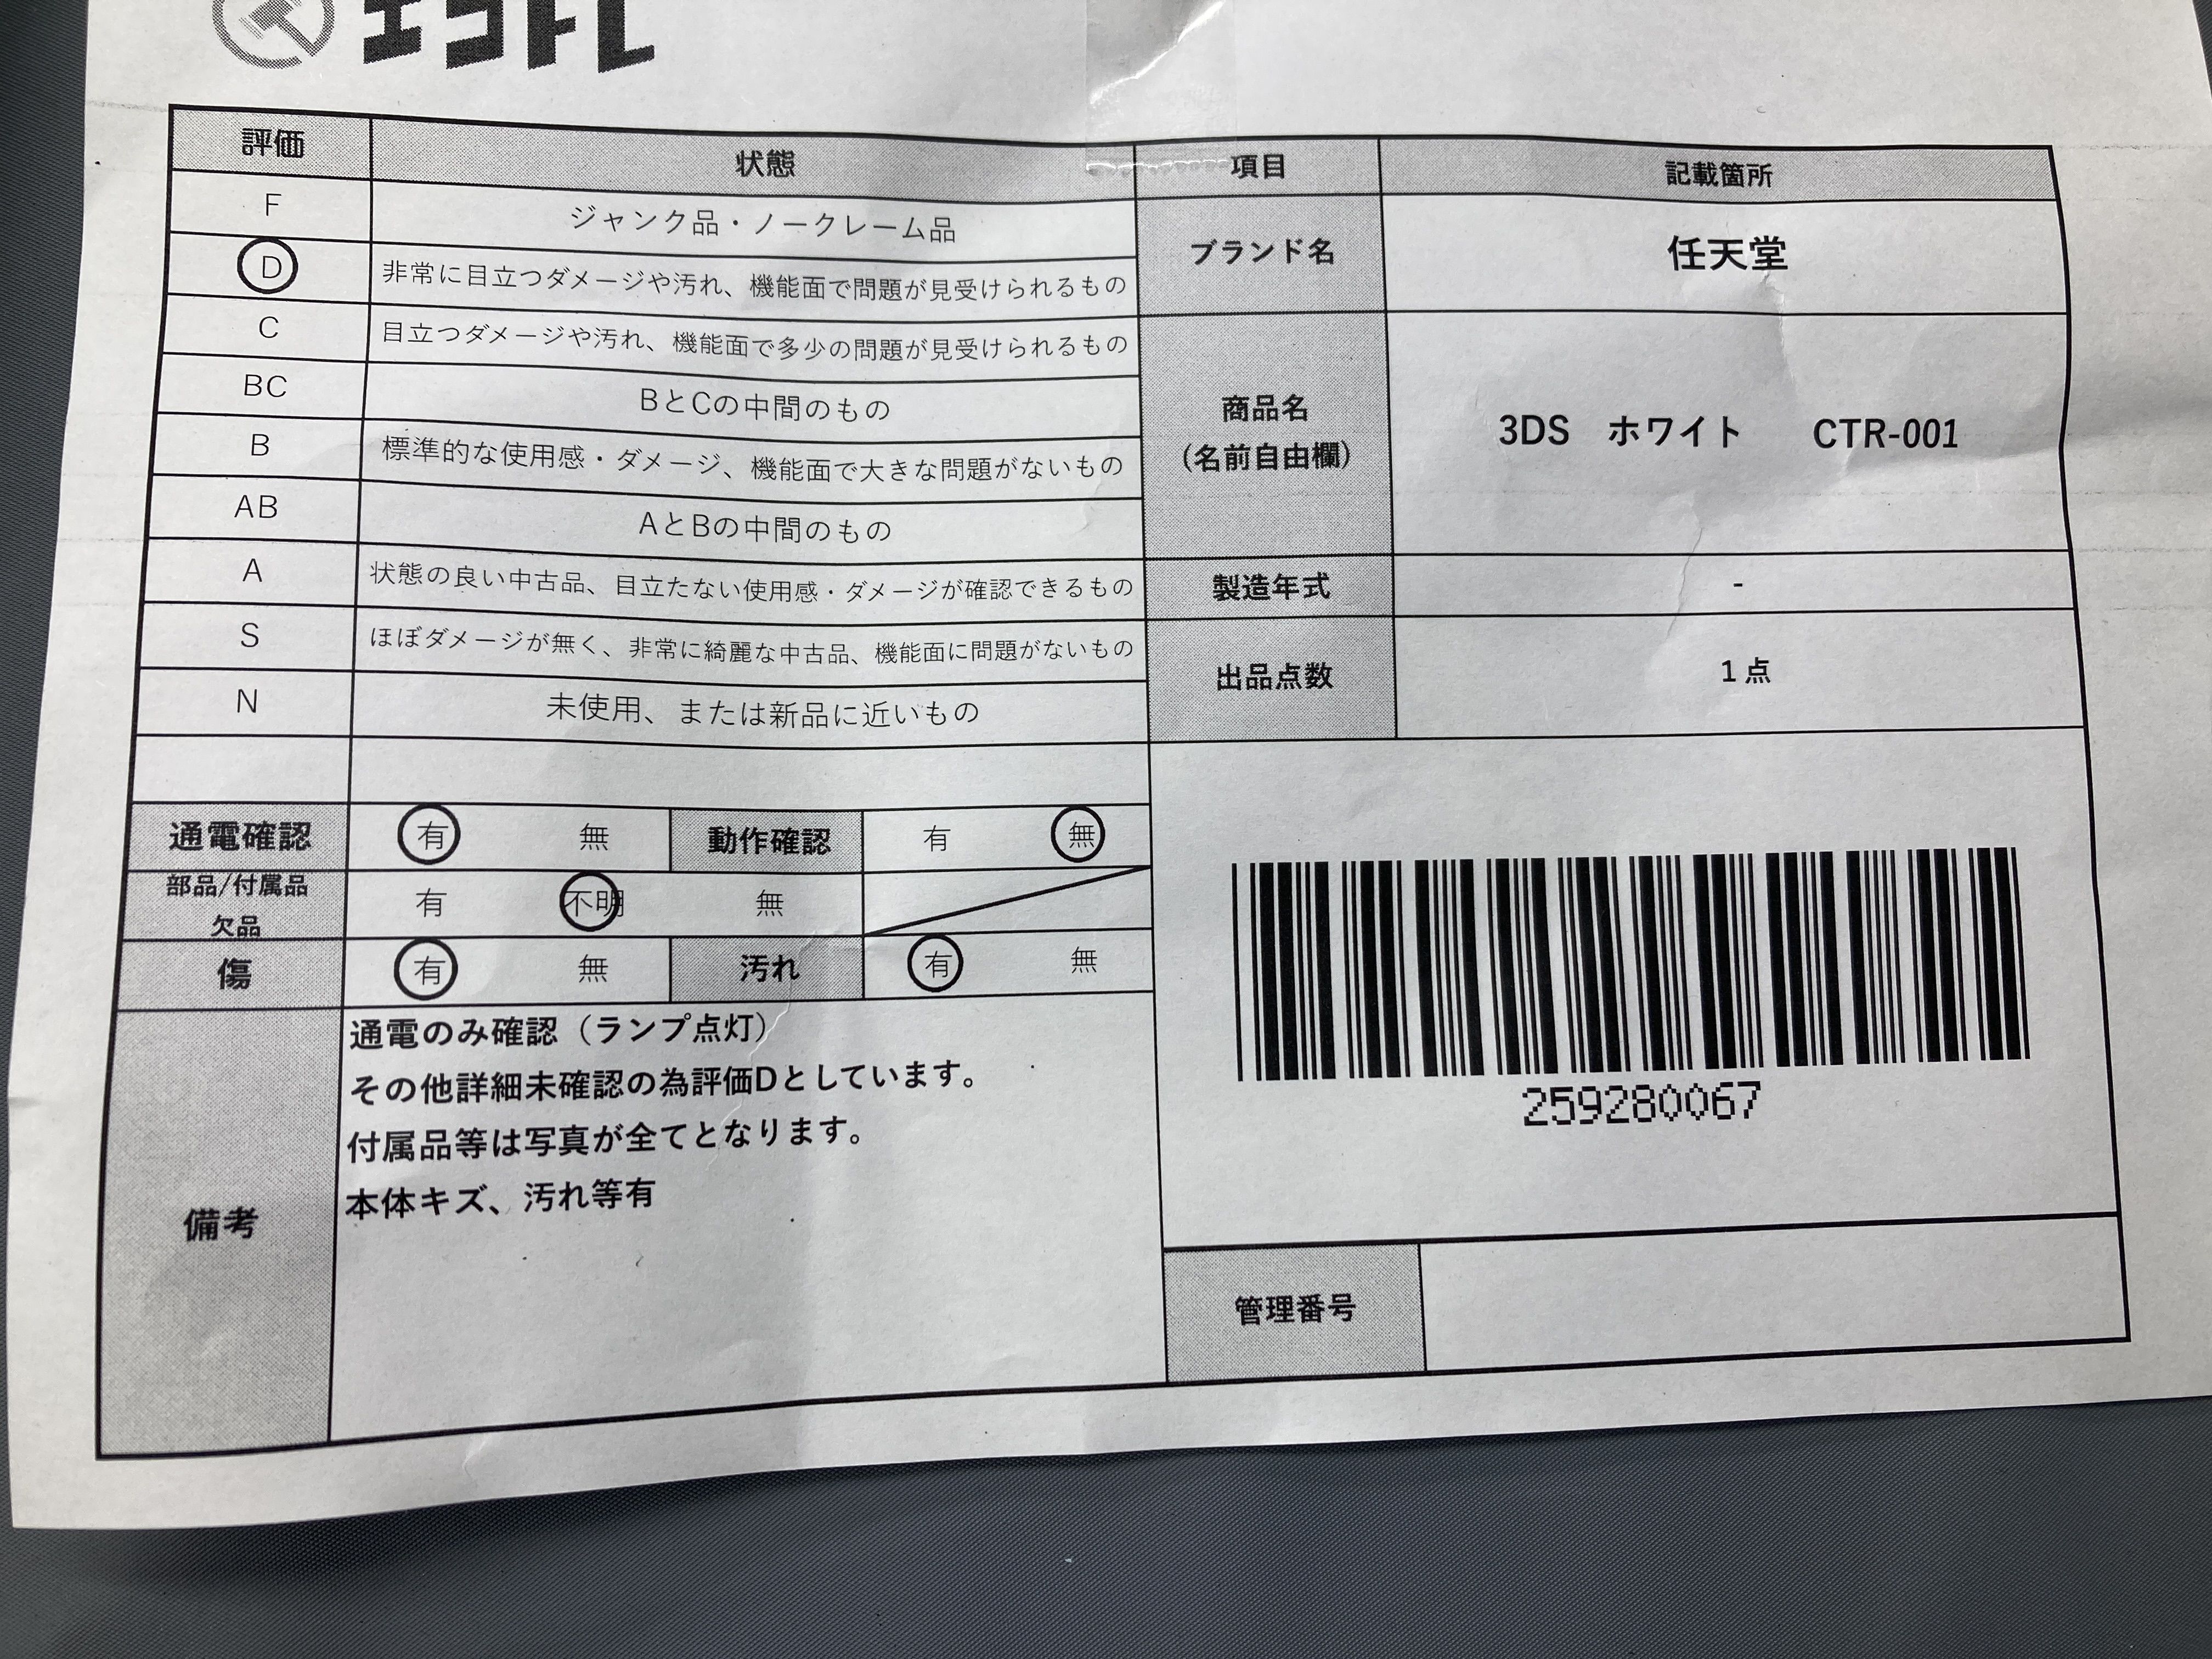 評価 状態 項目 記載箇所
F ジャンク品・ノークレーム品
D 非常に目立つダメージや汚れ、機能面で問題が見受けられるもの
C 目立つダメージや汚れ、機能面で多少の問題が見受けられるもの
BC BとCの中間のもの
B 標準的な使用感・ダメージ、機能面で大きな問題がないもの
AB AとBの中間のもの
A 状態の良い中古品、目立たない使用感・ダメージが確認できるもの
S ほぼダメージが無く、非常に綺麗な中古品、機能面に問題がないもの
N 未使用、または新品に近いもの
ブランド名 任天堂
商品名
(名前自由欄)
3DS ホワイト CTR-001
製造年式 -
出品点数 1点
通電確認 有 無 動作確認 有 無
部品/付属品
欠品
有 不明 無
傷 有 無 汚れ 有 無
備考
通電のみ確認（ランプ点灯）
その他詳細未確認の為評価Dとしています。
付属品等は写真が全てとなります。
本体キズ、汚れ等有
259280067
管理番号